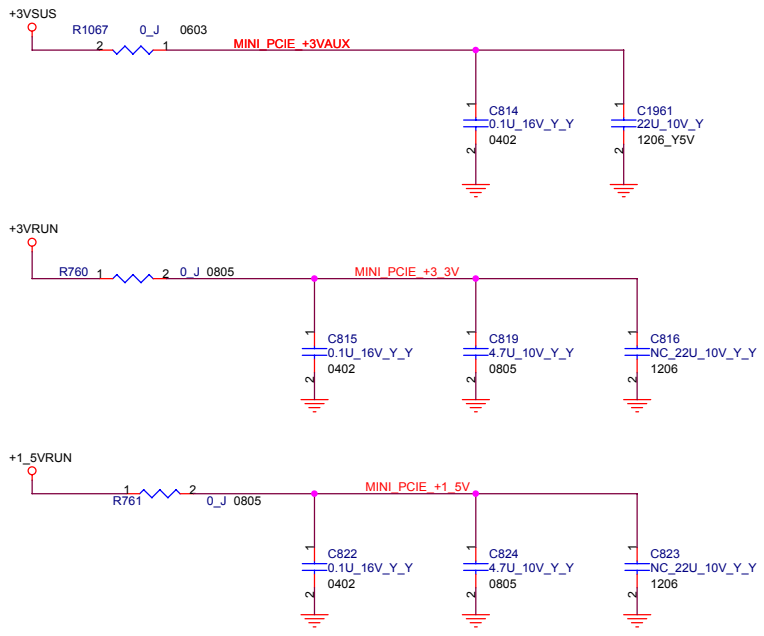 +3VSUS
R1067 0_J 0603
2 1 MINI_PCIE_+3VAUX
1 C814 1 C1961
0.1U_16V_Y_Y 22U_10V_Y
2 0402 2 1206_Y5V
+3VRUN
R760 1 2 0_J 0805 MINI_PCIE_+3_3V
1 C815 1 C819 1 C816
0.1U_16V_Y_Y 4.7U_10V_Y_Y NC_22U_10V_Y_Y
2 0402 2 0805 2 1206
+1_5VRUN
1 2 MINI_PCIE_+1_5V
R761 0_J 0805
1 C822 1 C824 1 C823
0.1U_16V_Y_Y 4.7U_10V_Y_Y NC_22U_10V_Y_Y
2 0402 2 0805 2 1206